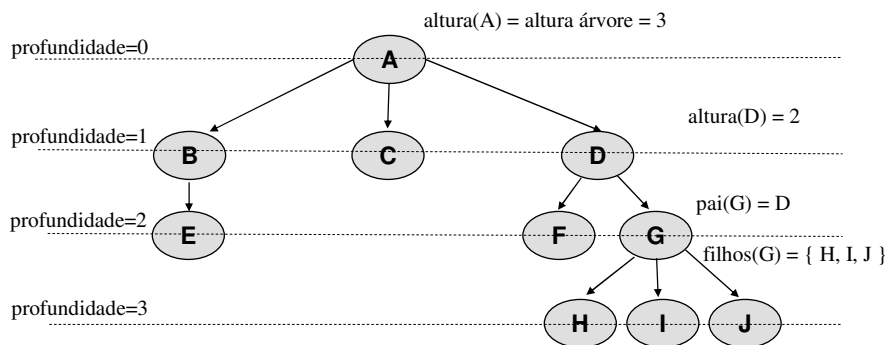 altura(A) = altura árvore = 3
profundidade=0
A
altura(D) = 2
profundidade=1
B
C
D
pai(G) = D
profundidade=2
E
F
G
filhos(G) = { H, I, J }
profundidade=3
H
I
J